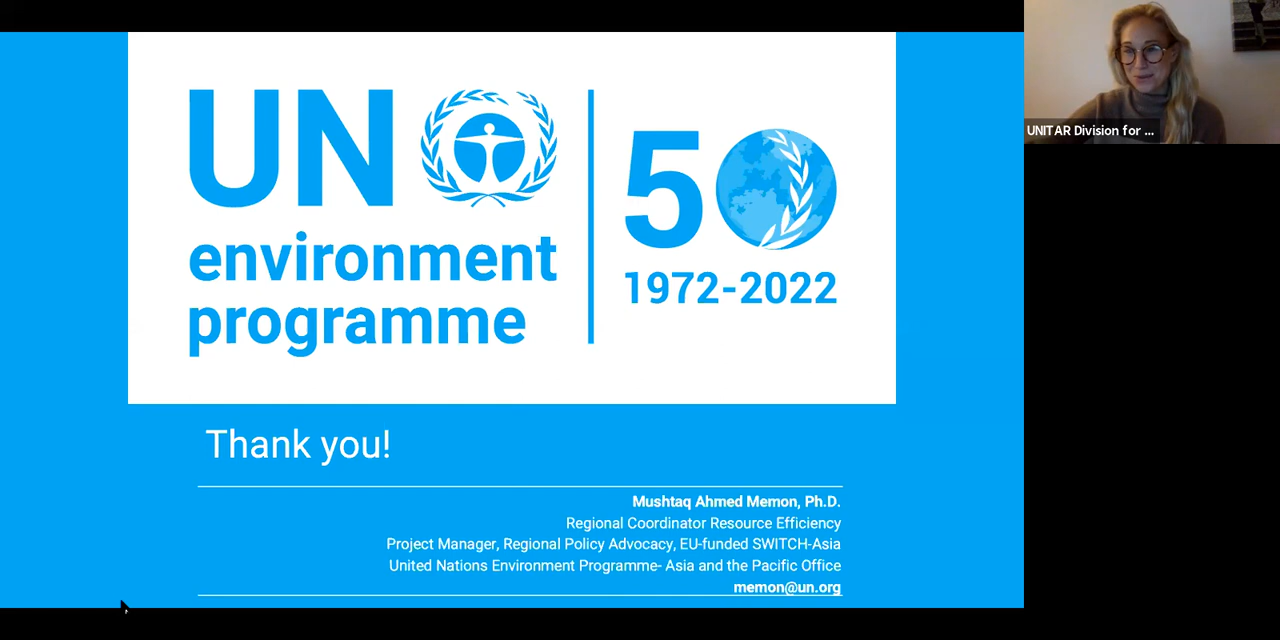 UN
environment
programme
50
1972-2022
Thank you!
Mushtaq Ahmed Memon, Ph.D.
Regional Coordinator Resource Efficiency
Project Manager, Regional Policy Advocacy, EU-funded SWITCH-Asia
United Nations Environment Programme- Asia and the Pacific Office
memon@un.org
UNITAR Division for ...